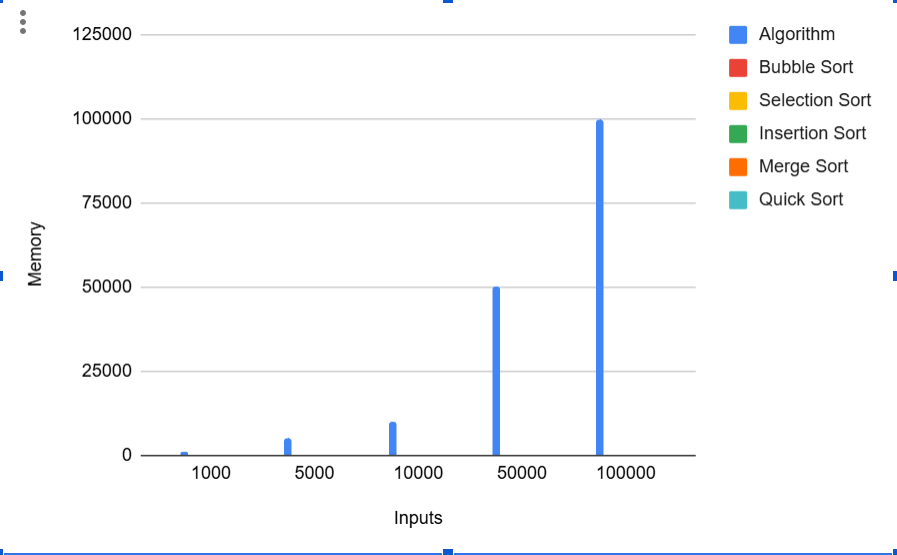 125000
100000
75000
50000
25000
0
Memory
1000
5000
10000
50000
100000
Inputs
Algorithm
Bubble Sort
Selection Sort
Insertion Sort
Merge Sort
Quick Sort